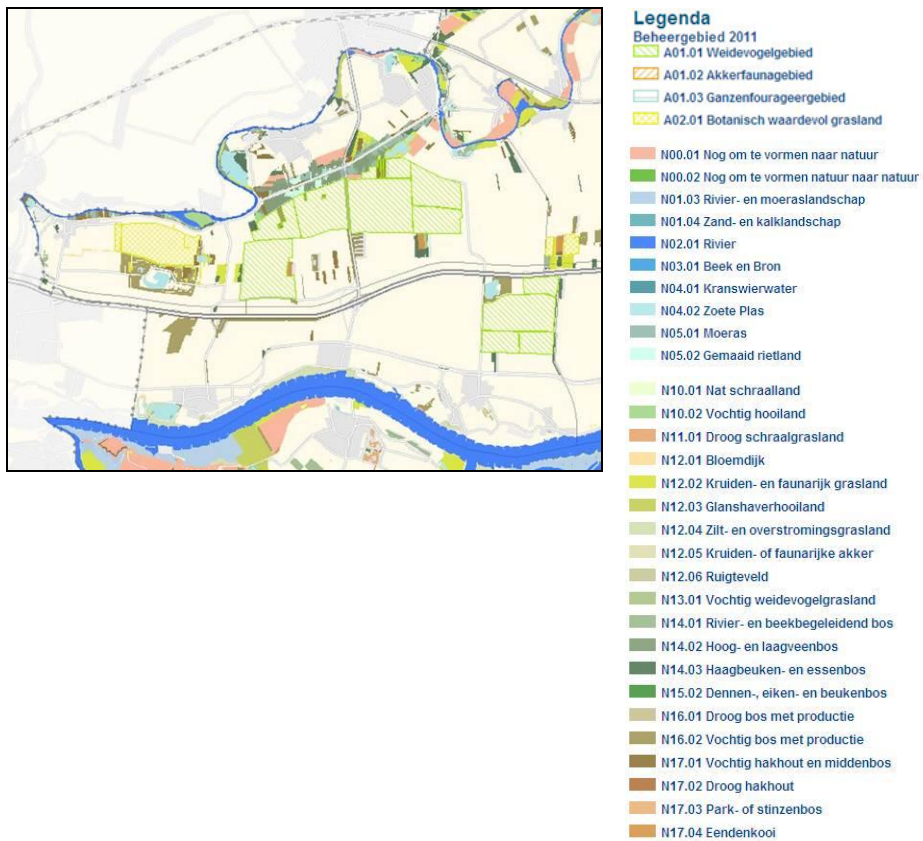 Legenda
Beheergebied 2011
A01.01 Weidevogelgebied
A01.02 Akkerfaunagebied
A01.03 Ganzenfourageergebied
A02.01 Botanisch waardevol grasland
N00.01 Nog om te vormen naar natuur
N00.02 Nog om te vormen natuur naar natuur
N01.03 Rivier- en moeraslandschap
N01.04 Zand- en kalklandschap
N02.01 Rivier
N03.01 Beek en Bron
N04.01 Kranswierwater
N04.02 Zoete Plas
N05.01 Moeras
N05.02 Gemaaid rietland
N10.01 Nat schraalland
N10.02 Vochtig hooiland
N11.01 Droog schraalgrasland
N12.01 Bloemdijk
N12.02 Kruiden- en faunarijk grasland
N12.03 Glanshaverhooiland
N12.04 Zilt- en overstromingsgrasland
N12.05 Kruiden- of faunarijke akker
N12.06 Ruigteveld
N13.01 Vochtig weidevogelgrasland
N14.01 Rivier- en beekbegeleidend bos
N14.02 Hoog- en laagveenbos
N14.03 Haagbeuken- en essenbos
N15.02 Dennen-, eiken- en beukenbos
N16.01 Droog bos met productie
N16.02 Vochtig bos met productie
N17.01 Vochtig hakhout en middenbos
N17.02 Droog hakhout
N17.03 Park- of stinzenbos
N17.04 Eendenkooi